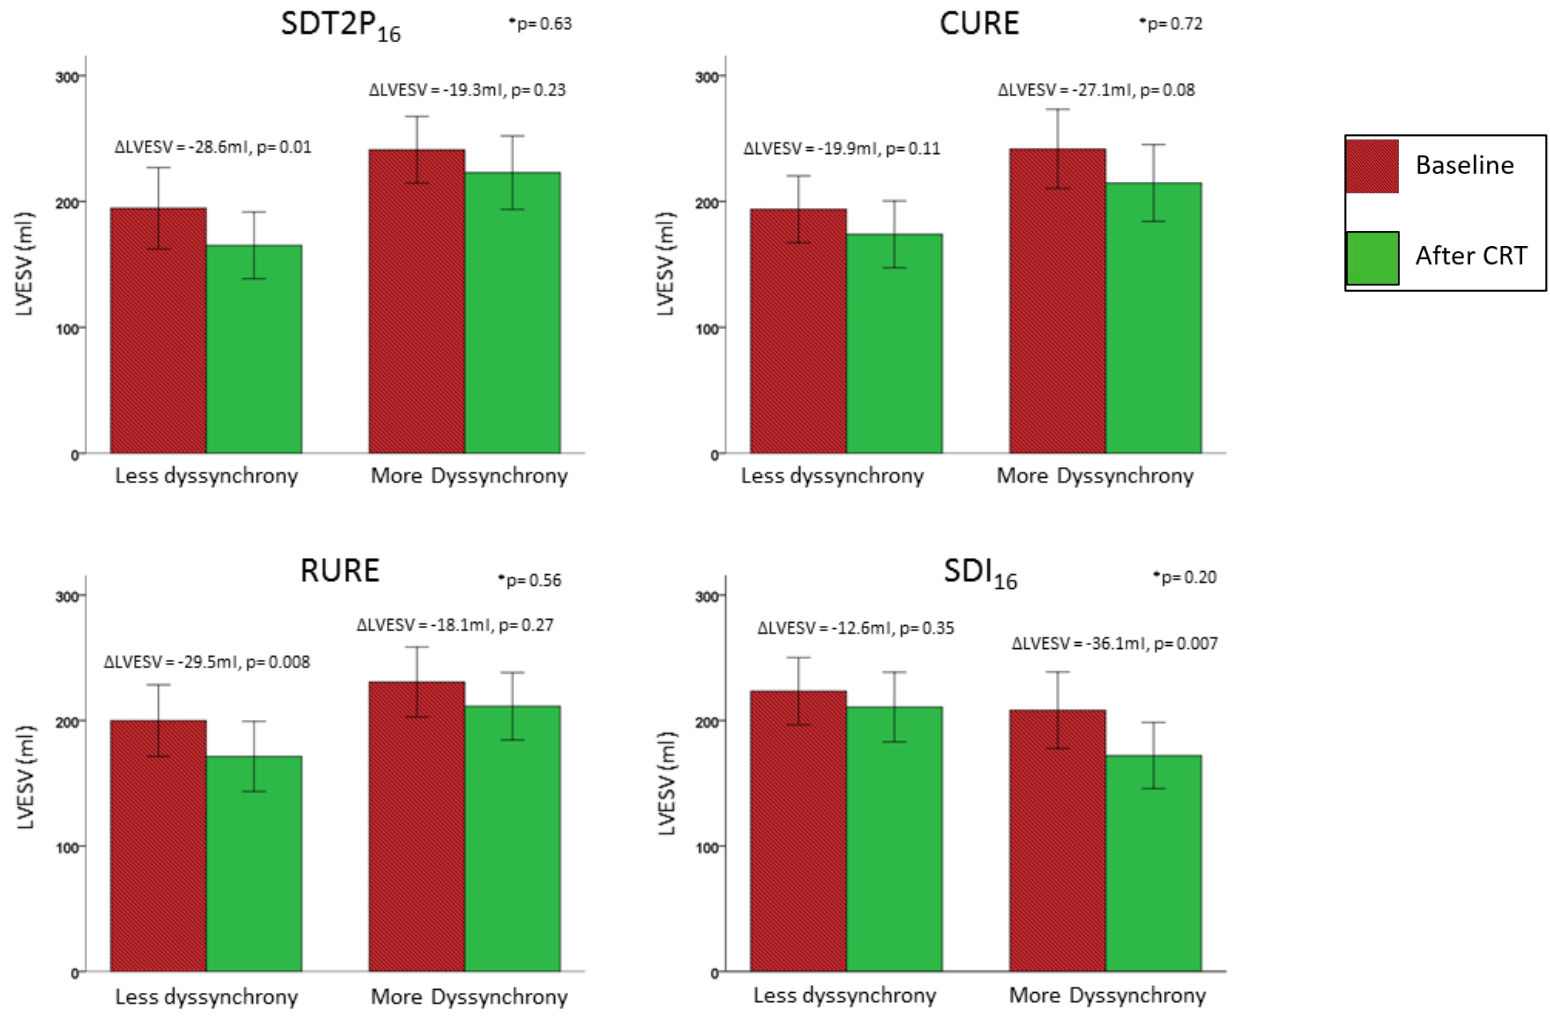 SDT2P16 *p= 0.63
300
ΔLVESV = -19.3ml, p= 0.23
ΔLVESV = -28.6ml, p= 0.01
200
LVESV (ml)
100
0
Less dyssynchrony More Dyssynchrony
CURE *p= 0.72
300
ΔLVESV = -27.1ml, p= 0.08
ΔLVESV = -19.9ml, p= 0.11
200
LVESV (ml)
100
0
Less dyssynchrony More Dyssynchrony
Baseline
After CRT
RURE *p= 0.56
300
ΔLVESV = -18.1ml, p= 0.27
ΔLVESV = -29.5ml, p= 0.008
200
LVESV (ml)
100
0
Less dyssynchrony More Dyssynchrony
SDI16 *p= 0.20
300
ΔLVESV = -12.6ml, p= 0.35
ΔLVESV = -36.1ml, p= 0.007
200
LVESV (ml)
100
0
Less dyssynchrony More Dyssynchrony